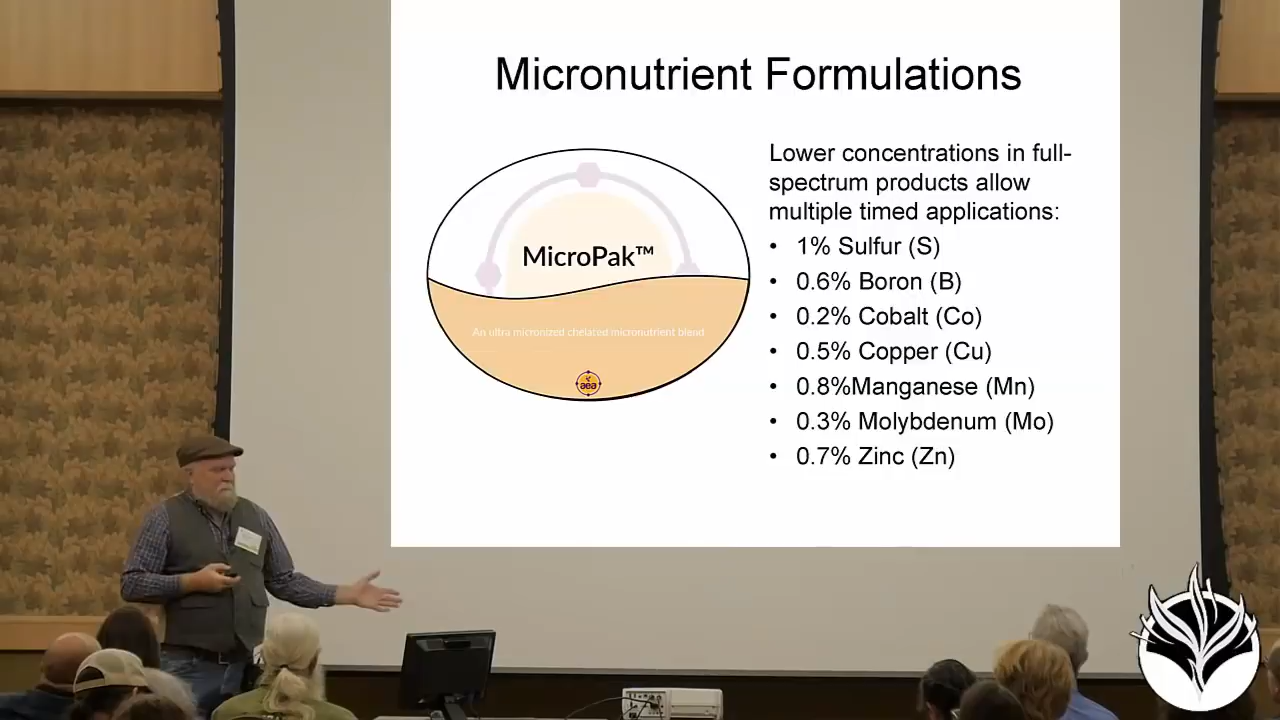 Micronutrient Formulations
MicroPak™
An ultra micronized chelated micronutrient blend
aea
Lower concentrations in full-
spectrum products allow
multiple timed applications:
• 1% Sulfur (S)
• 0.6% Boron (B)
• 0.2% Cobalt (Co)
• 0.5% Copper (Cu)
• 0.8%Manganese (Mn)
• 0.3% Molybdenum (Mo)
• 0.7% Zinc (Zn)